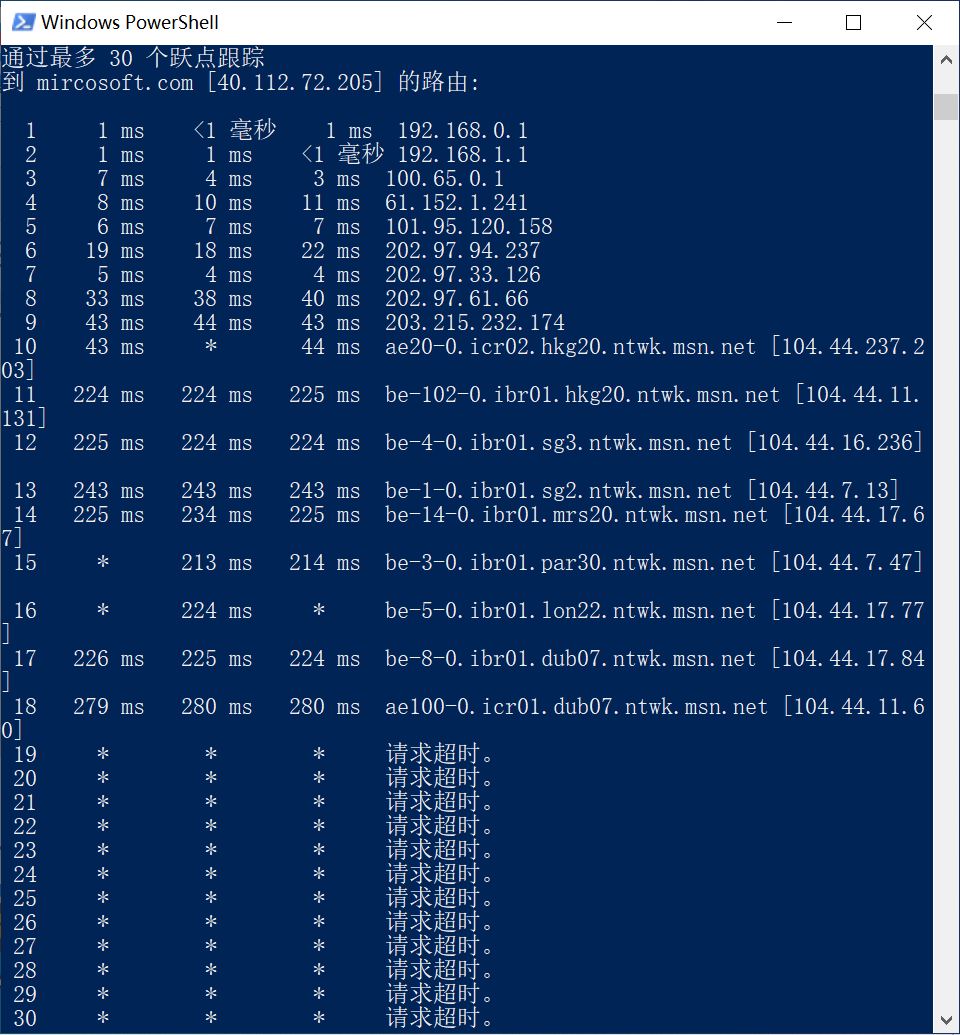 Windows PowerShell
通过最多 30 个跃点跟踪
到 mircosoft.com [40.112.72.205] 的路由:
1 1 ms <1 毫秒 1 ms 192.168.0.1
2 1 ms 1 ms <1 毫秒 192.168.1.1
3 7 ms 4 ms 3 ms 100.65.0.1
4 8 ms 10 ms 11 ms 61.152.1.241
5 6 ms 7 ms 7 ms 101.95.120.158
6 19 ms 18 ms 22 ms 202.97.94.237
7 5 ms 4 ms 4 ms 202.97.33.126
8 33 ms 38 ms 40 ms 202.97.61.66
9 43 ms 44 ms 43 ms 203.215.232.174
10 43 ms * 44 ms ae20-0.icr02.hkg20.ntwk.msn.net [104.44.237.2
03]
11 224 ms 224 ms 225 ms be-102-0.ibr01.hkg20.ntwk.msn.net [104.44.11.
131]
12 225 ms 224 ms 224 ms be-4-0.ibr01.sg3.ntwk.msn.net [104.44.16.236]
13 243 ms 243 ms 243 ms be-1-0.ibr01.sg2.ntwk.msn.net [104.44.7.13]
14 225 ms 234 ms 225 ms be-14-0.ibr01.mrs20.ntwk.msn.net [104.44.17.6
7]
15 * 213 ms 214 ms be-3-0.ibr01.par30.ntwk.msn.net [104.44.7.47]
16 * 224 ms * be-5-0.ibr01.lon22.ntwk.msn.net [104.44.17.77
]
17 226 ms 225 ms 224 ms be-8-0.ibr01.dub07.ntwk.msn.net [104.44.17.84
]
18 279 ms 280 ms 280 ms ae100-0.icr01.dub07.ntwk.msn.net [104.44.11.6
0]
19 * * * 请求超时。
20 * * * 请求超时。
21 * * * 请求超时。
22 * * * 请求超时。
23 * * * 请求超时。
24 * * * 请求超时。
25 * * * 请求超时。
26 * * * 请求超时。
27 * * * 请求超时。
28 * * * 请求超时。
29 * * * 请求超时。
30 * * * 请求超时。